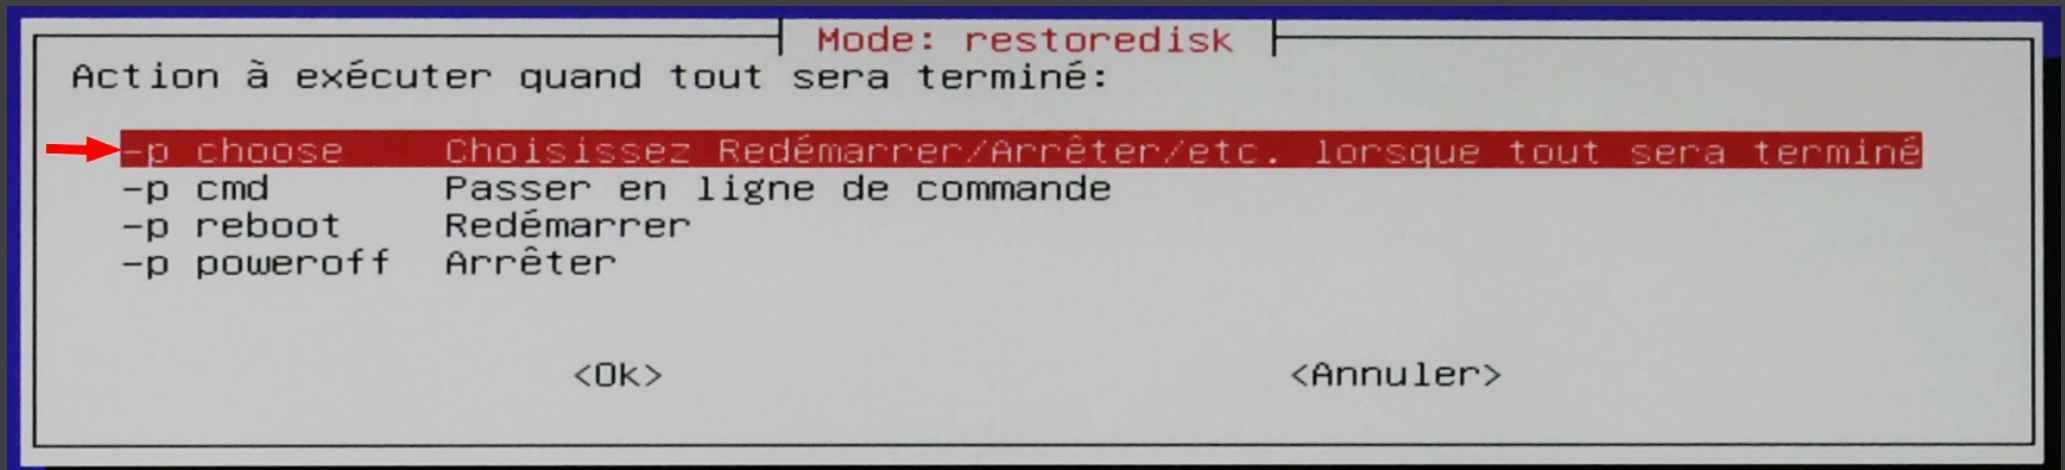 Mode: restoredisk
Action à exécuter quand tout sera terminé:
-p choose Choisissez Redémarrer/Arrêter/etc. lorsque tout sera terminé
-p cmd Passer en ligne de commande
-p reboot Redémarrer
-p poweroff Arrêter
<Ok> <Annuler>